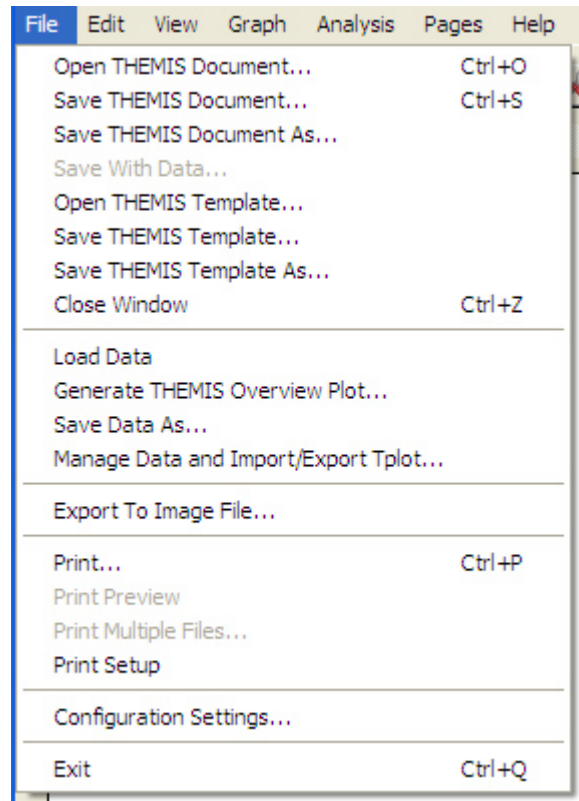 File Edit View Graph Analysis Pages Help
Open THEMIS Document... Ctrl+O
Save THEMIS Document... Ctrl+S
Save THEMIS Document As...
Save With Data...
Open THEMIS Template...
Save THEMIS Template...
Save THEMIS Template As...
Close Window Ctrl+Z
Load Data
Generate THEMIS Overview Plot...
Save Data As...
Manage Data and Import/Export Tplot...
Export To Image File...
Print... Ctrl+P
Print Preview
Print Multiple Files...
Print Setup
Configuration Settings...
Exit Ctrl+Q